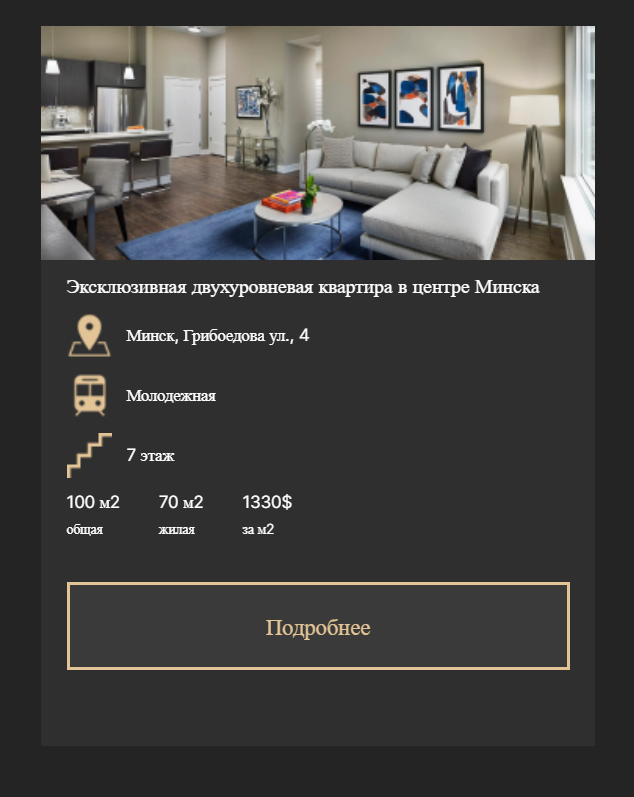 Эксклюзивная двухуровневая квартира в центре Минска
Минск, Грибоедова ул., 4
Молодежная
7 этаж
100 м2 70 м2 1330$
общая жилая за м2
Подробнее